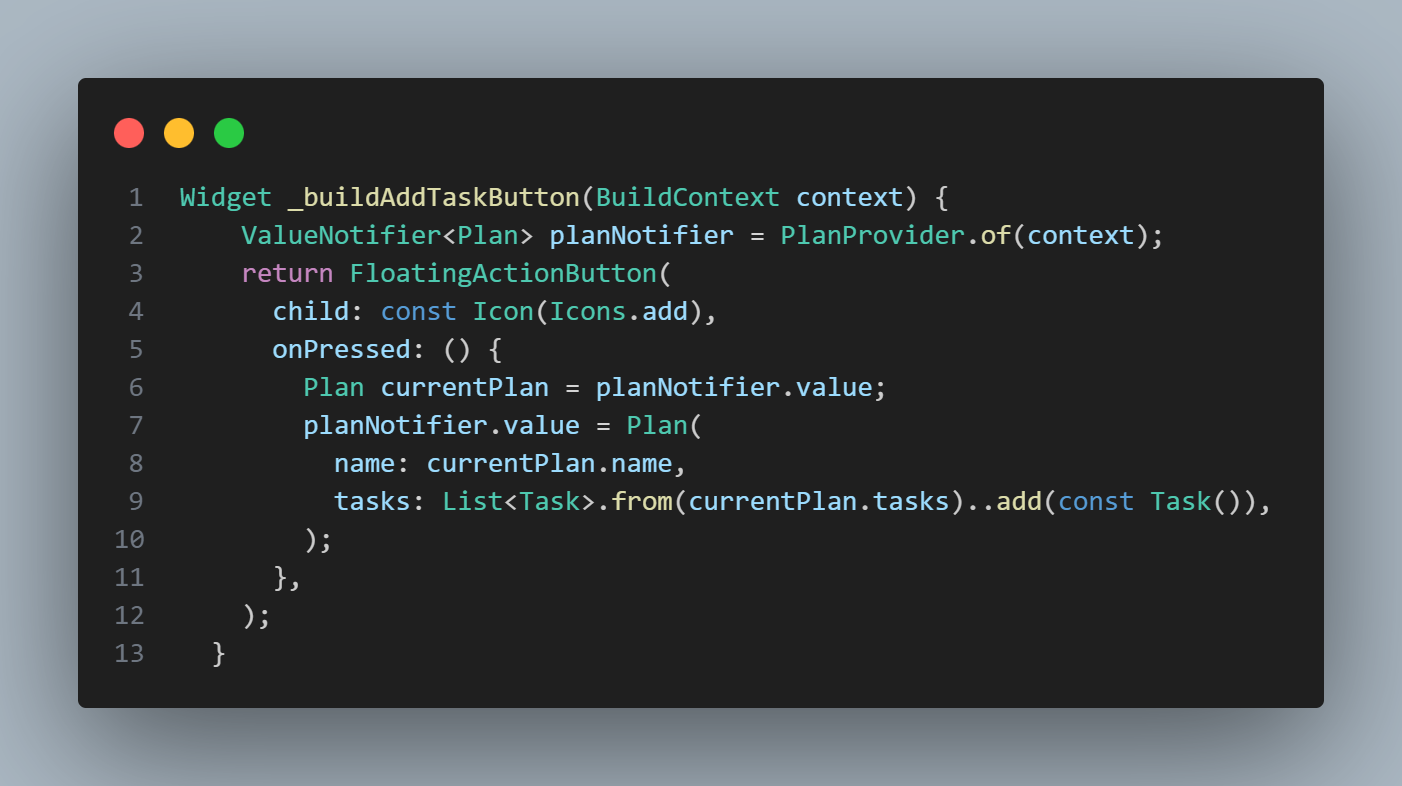 1 Widget _buildAddTaskButton(BuildContext context) {
2     ValueNotifier<Plan> planNotifier = PlanProvider.of(context);
3     return FloatingActionButton(
4       child: const Icon(Icons.add),
5       onPressed: () {
6         Plan currentPlan = planNotifier.value;
7         planNotifier.value = Plan(
8           name: currentPlan.name,
9           tasks: List<Task>.from(currentPlan.tasks)..add(const Task()),
10         );
11       },
12     );
13   }